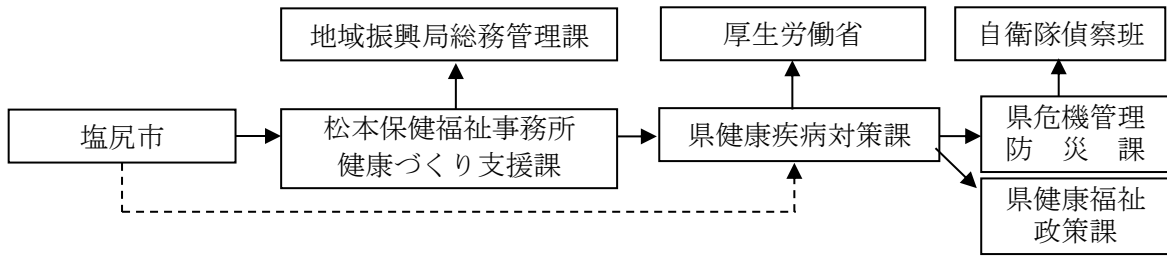 地域振興局総務管理課
厚生労働省
自衛隊偵察班
塩尻市
松本保健福祉事務所
健康づくり支援課
県健康疾病対策課
県危機管理
防災課
県健康福祉
政策課